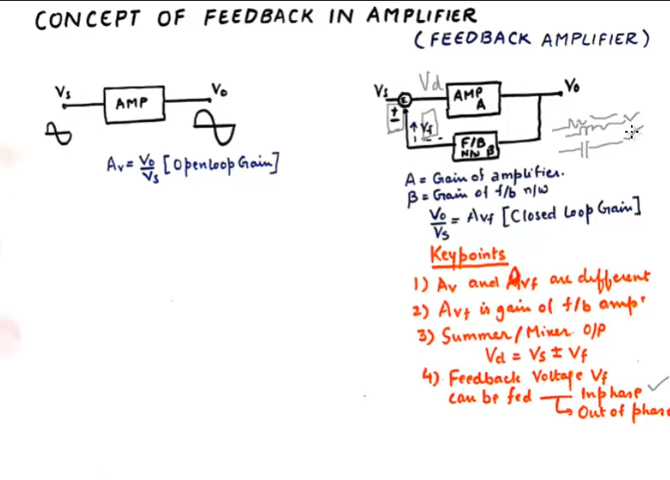 CONCEPT OF FEEDBACK IN AMPLIFIER
(FEEDBACK AMPLIFIER)
Vs
AMP
Vo
Av = Vo/Vs [OpenLoop Gain]
Vs
Σ
±
Vd
AMP
A
Vo
Vf
F/B
N/W β
A = Gain of amplifier.
β = Gain of f/b n/w
Vo/Vs = Avf [Closed Loop Gain]
Keypoints
1) Av and Avf are different
2) Avf is gain of f/b ampr
3) Summer/Mixer O/P
Vd = Vs ± Vf
4) Feedback Voltage Vf
can be fed Inphase
Out of phase